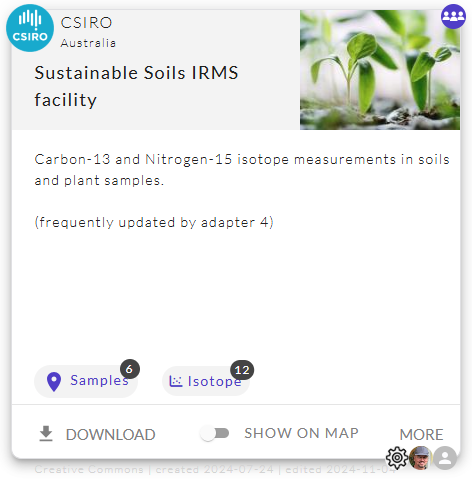 CSIRO
CSIRO
Australia
Sustainable Soils IRMS
facility
Carbon-13 and Nitrogen-15 isotope measurements in soils
and plant samples.
(frequently updated by adapter 4)
Samples 6
Isotope 12
DOWNLOAD
SHOW ON MAP
MORE
Creative Commons | created 2024-07-24 | edited 2024-11-04